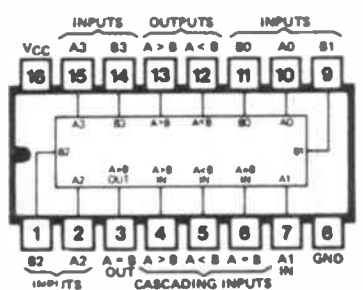 INPUTS OUTPUTS INPUTS
VCC A3 B3 A > B A < B B0 A0 B1
16 15 14 13 12 11 10 9
A3 B3 A>B A<B B0 A0
B2 B1
A=B A>B A<B A=B
A2 OUT IN IN IN A1
1 2 3 4 5 6 7 8
B2 A2 A = B A > B A < B A = B A1 GND
OUT IN
INPUTS CASCADING INPUTS